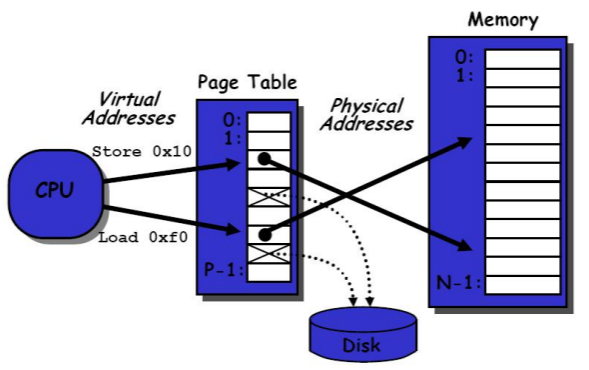 Memory
Page Table
Virtual
Addresses
Physical
Addresses
0:
1:
0:
1:
Store 0x10
CPU
Load 0xf0
P-1:
N-1:
Disk